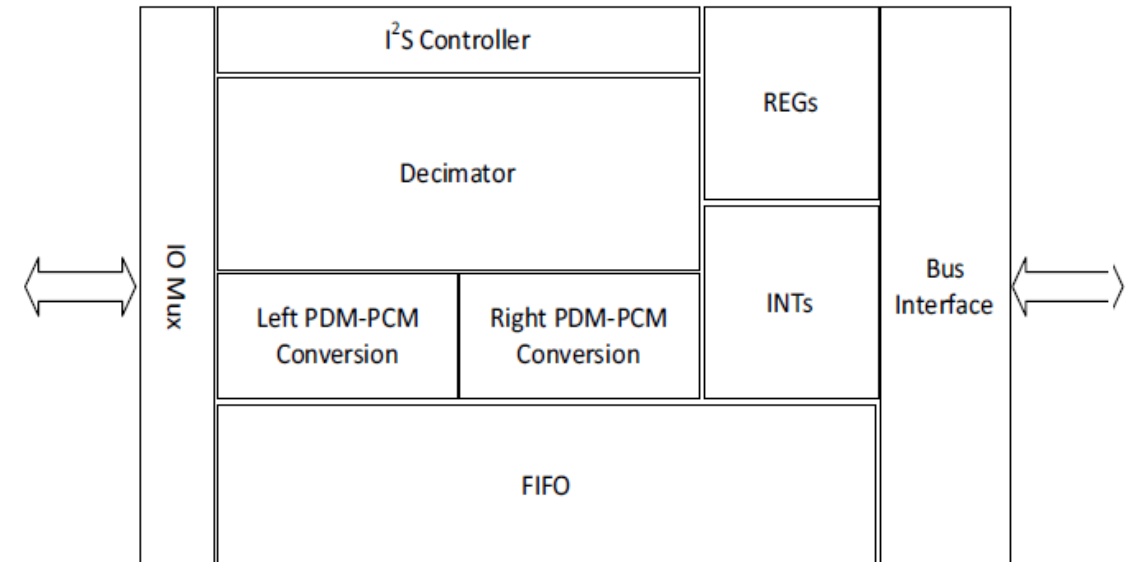 I²S Controller
REGs
Decimator
IO Mux
Bus
Interface
INTs
Left PDM-PCM
Conversion
Right PDM-PCM
Conversion
FIFO